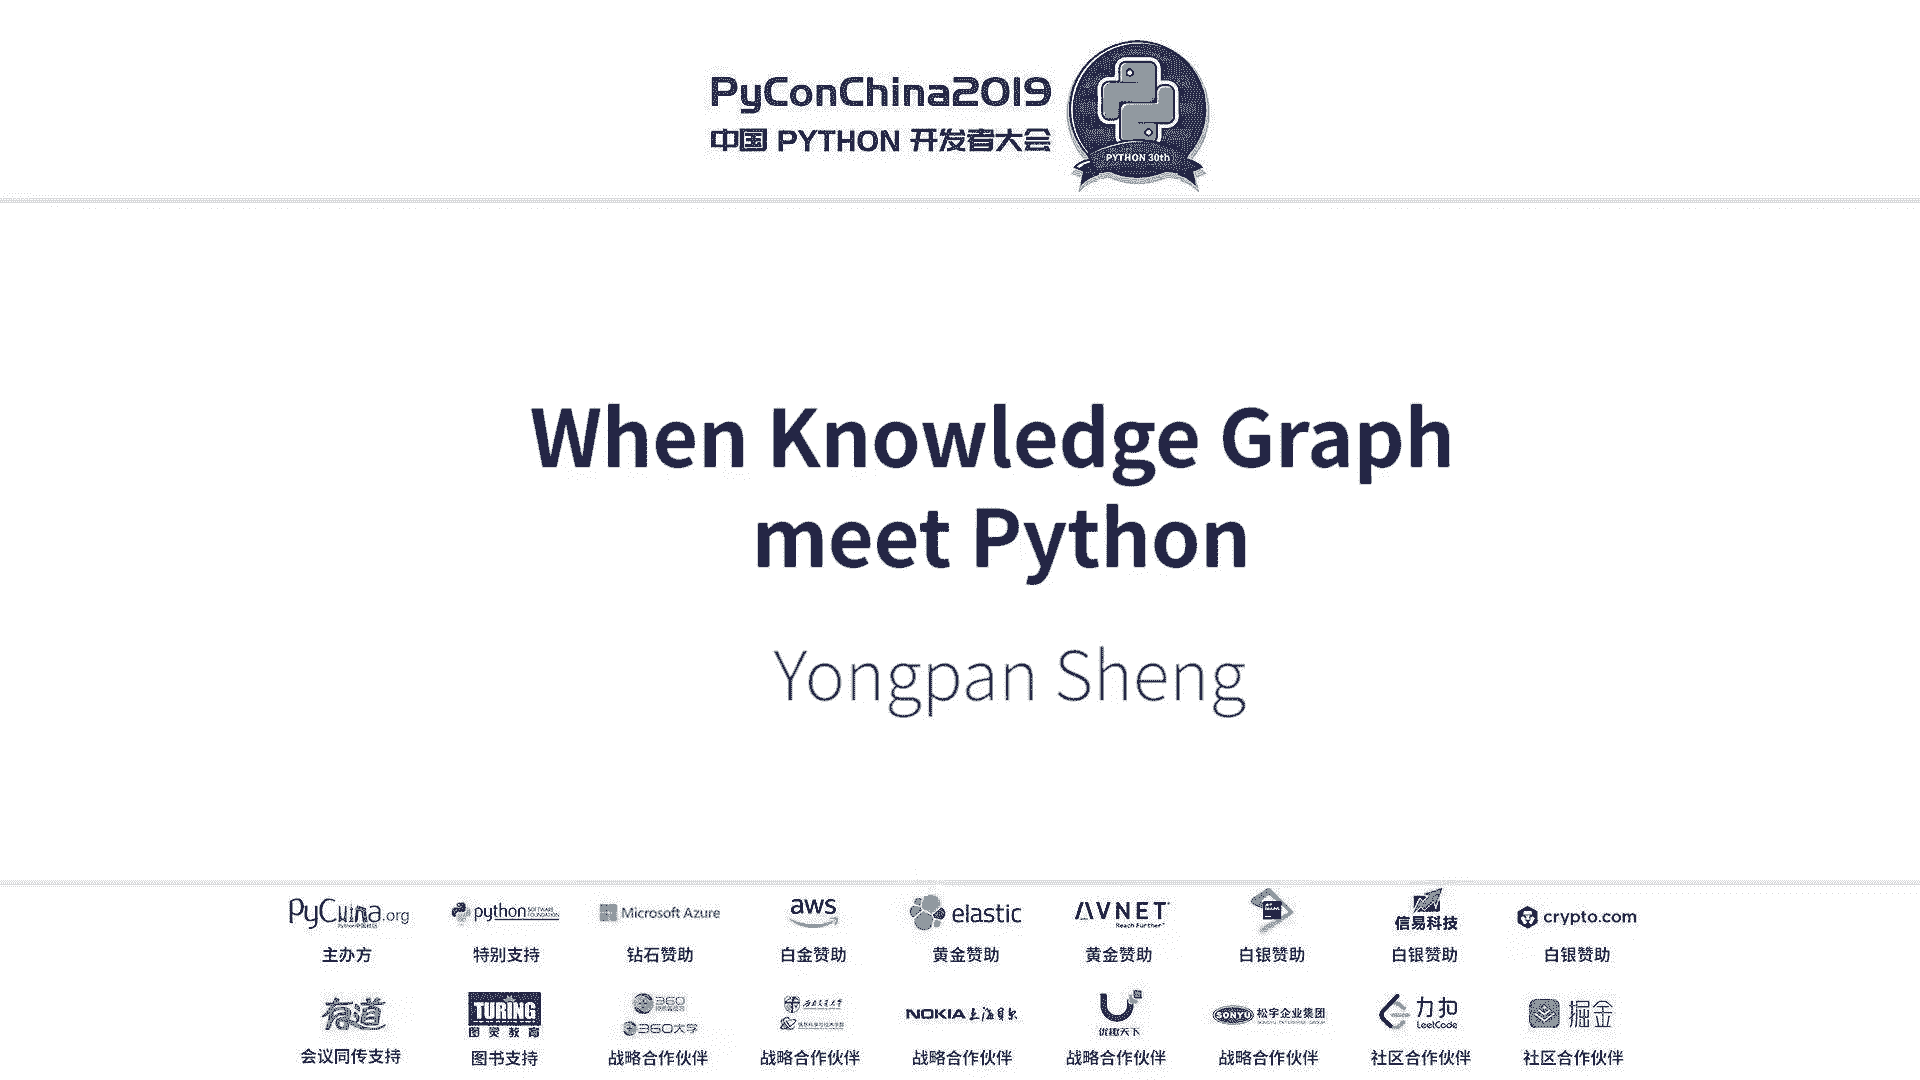 PyConChina2019
中国 PYTHON 开发者大会
PYTHON 30th
When Knowledge Graph
meet Python
Yongpan Sheng
PyChina.org
python
Microsoft Azure
aws
elastic
AVNET
Reach Further
信易科技
crypto.com
主办方
特别支持
钻石赞助
白金赞助
黄金赞助
黄金赞助
白银赞助
白银赞助
白银赞助
有道
TURING
图灵教育
360
360大学
NOKIA 上海贝尔
优趣天下
SONYU 松宇企业集团
力扣
LeetCode
掘金
会议同传支持
图书支持
战略合作伙伴
战略合作伙伴
战略合作伙伴
战略合作伙伴
战略合作伙伴
社区合作伙伴
社区合作伙伴